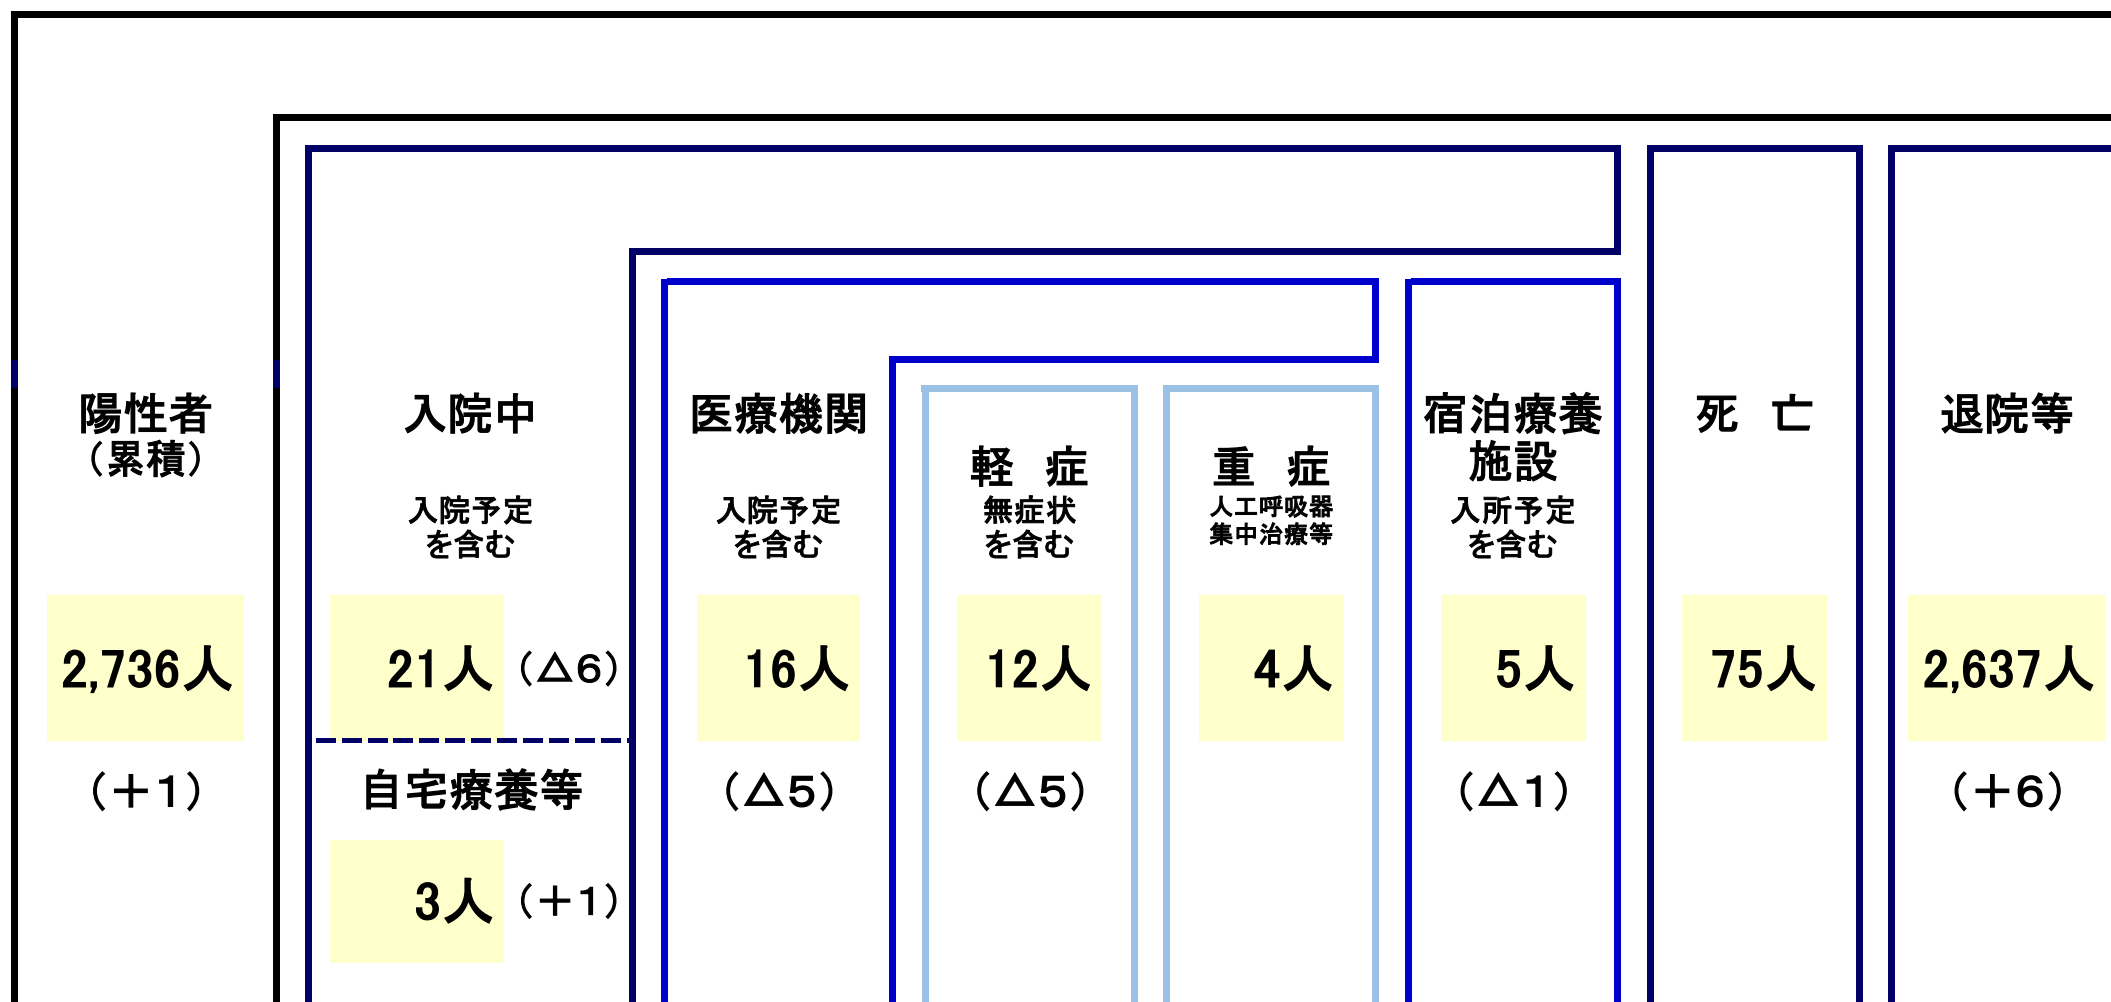 陽性者
（累積）
2,736人
（＋1）
入院中
入院予定
を含む
21人（△6）
自宅療養等
3人（＋1）
医療機関
入院予定
を含む
16人
（△5）
軽　症
無症状
を含む
12人
（△5）
重　症
人工呼吸器
集中治療等
4人
宿泊療養
施設
入所予定
を含む
5人
（△1）
死　亡
75人
退院等
2,637人
（＋6）